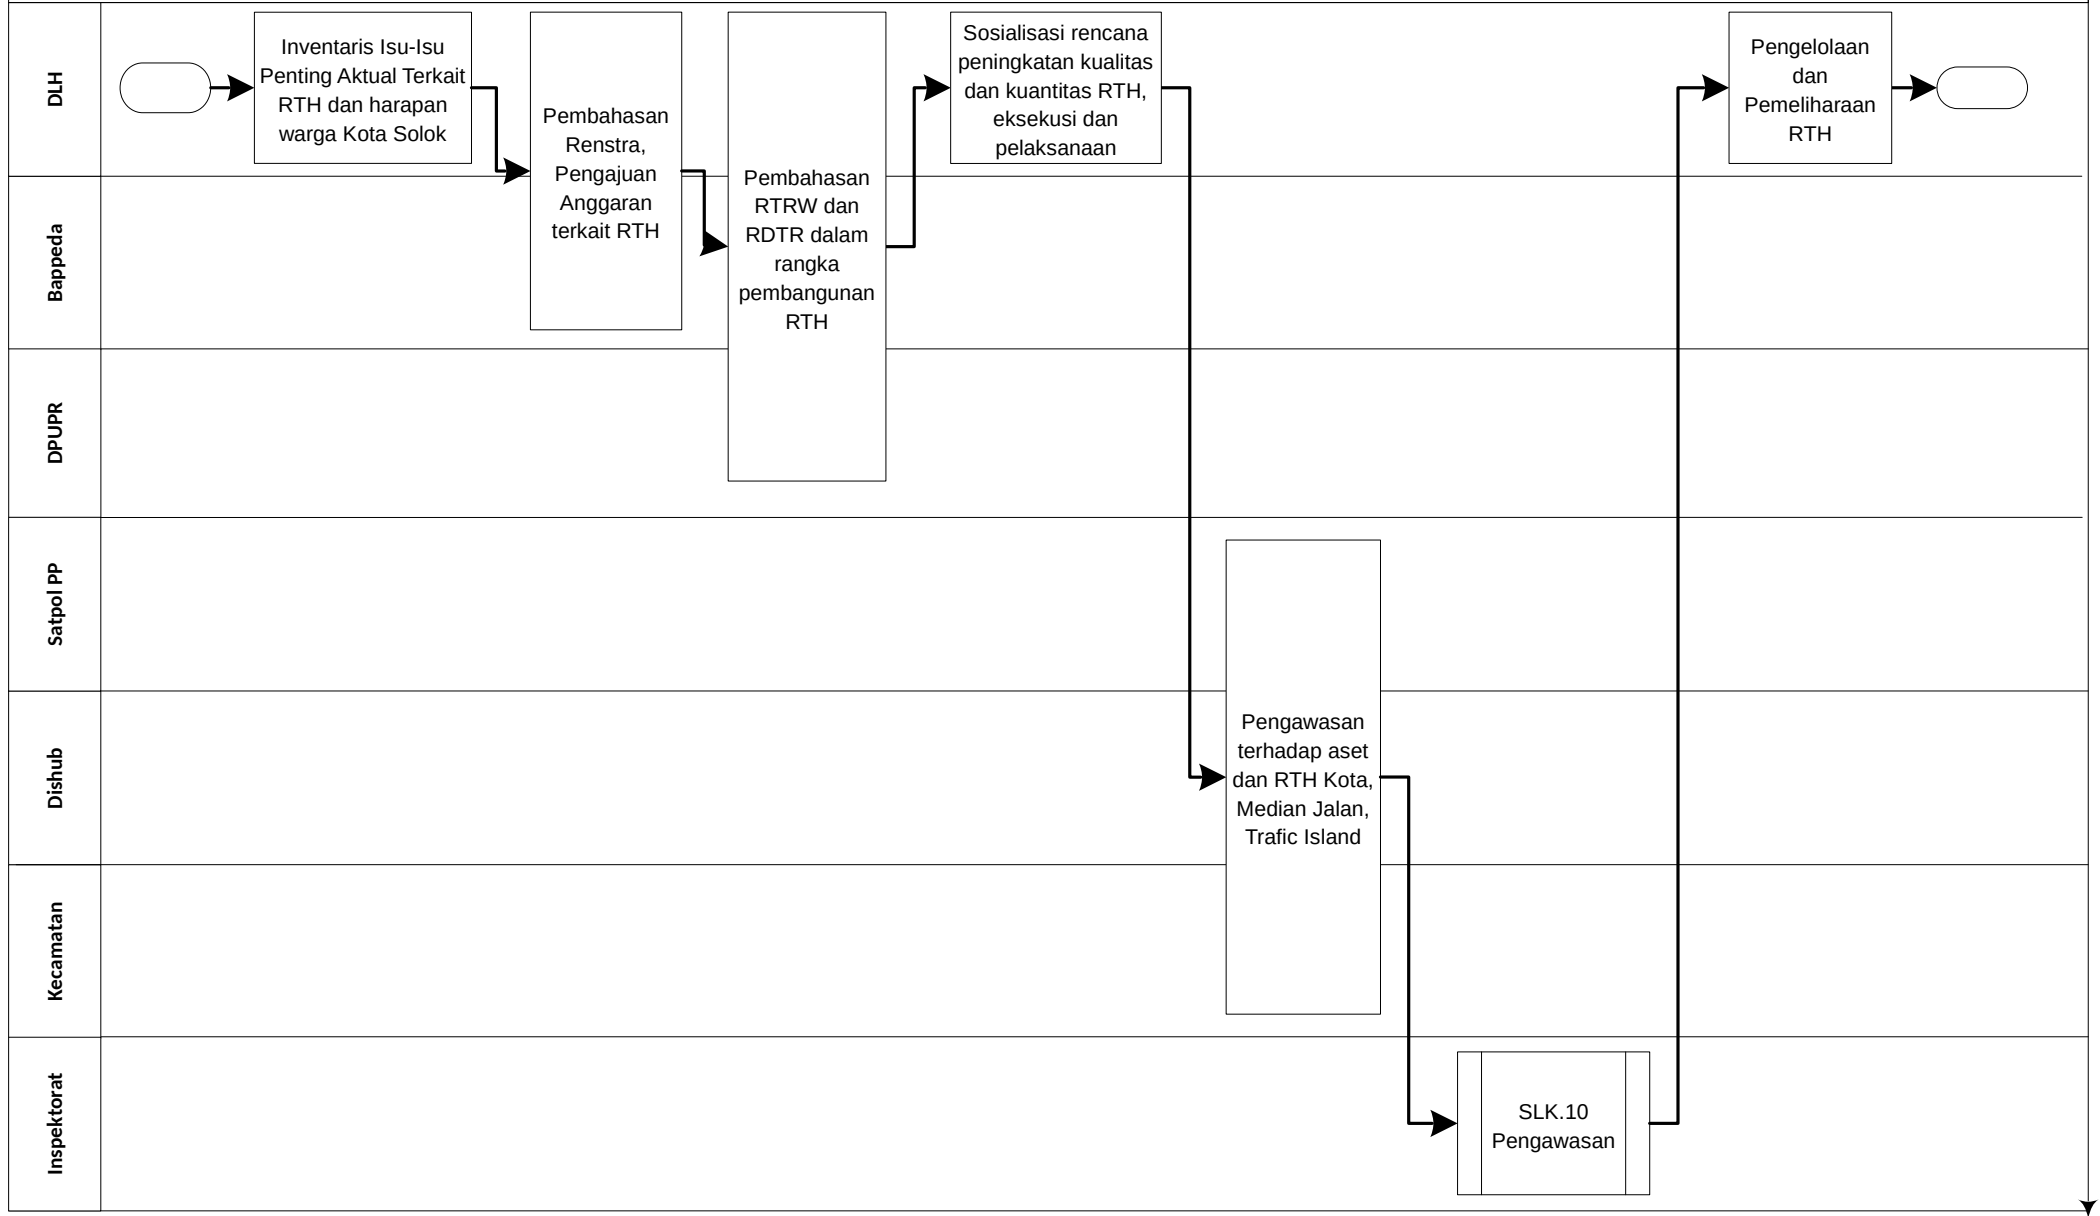 DLH
Inventaris Isu-Isu
Penting Aktual Terkait
RTH dan harapan
warga Kota Solok
Pembahasan
Renstra,
Pengajuan
Anggaran
terkait RTH
Pembahasan
RTRW dan
RDTR dalam
rangka
pembangunan
RTH
Sosialisasi rencana
peningkatan kualitas
dan kuantitas RTH,
eksekusi dan
pelaksanaan
Pengelolaan
dan
Pemeliharaan
RTH
Bappeda
DPUPR
Satpol PP
Dishub
Pengawasan
terhadap aset
dan RTH Kota,
Median Jalan,
Trafic Island
Kecamatan
Inspektorat
SLK.10
Pengawasan